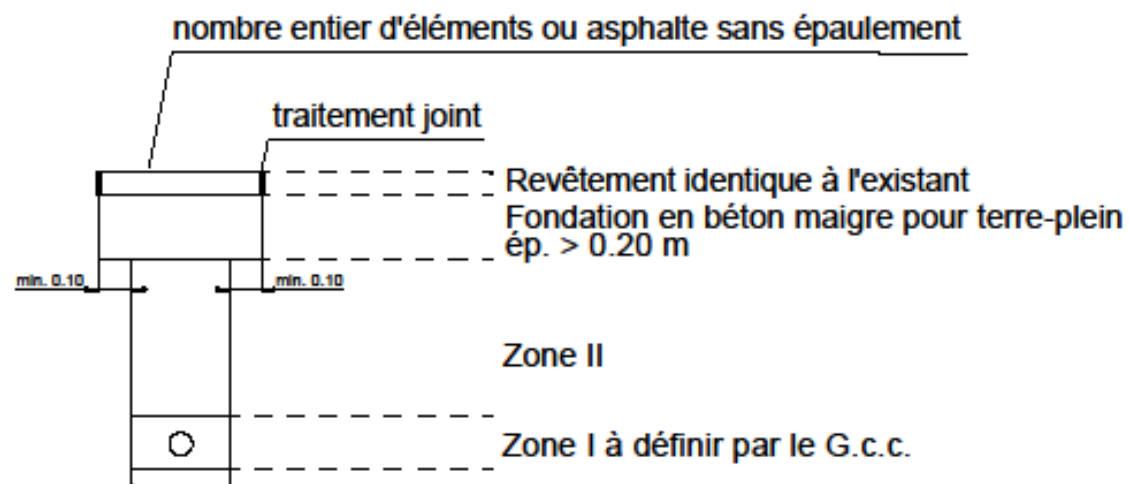 nombre entier d'éléments ou asphalte sans épaulement
traitement joint
Revêtement identique à l'existant
Fondation en béton maigre pour terre-plein
ép. > 0.20 m
min. 0.10
min. 0.10
Zone II
Zone I à définir par le G.c.c.